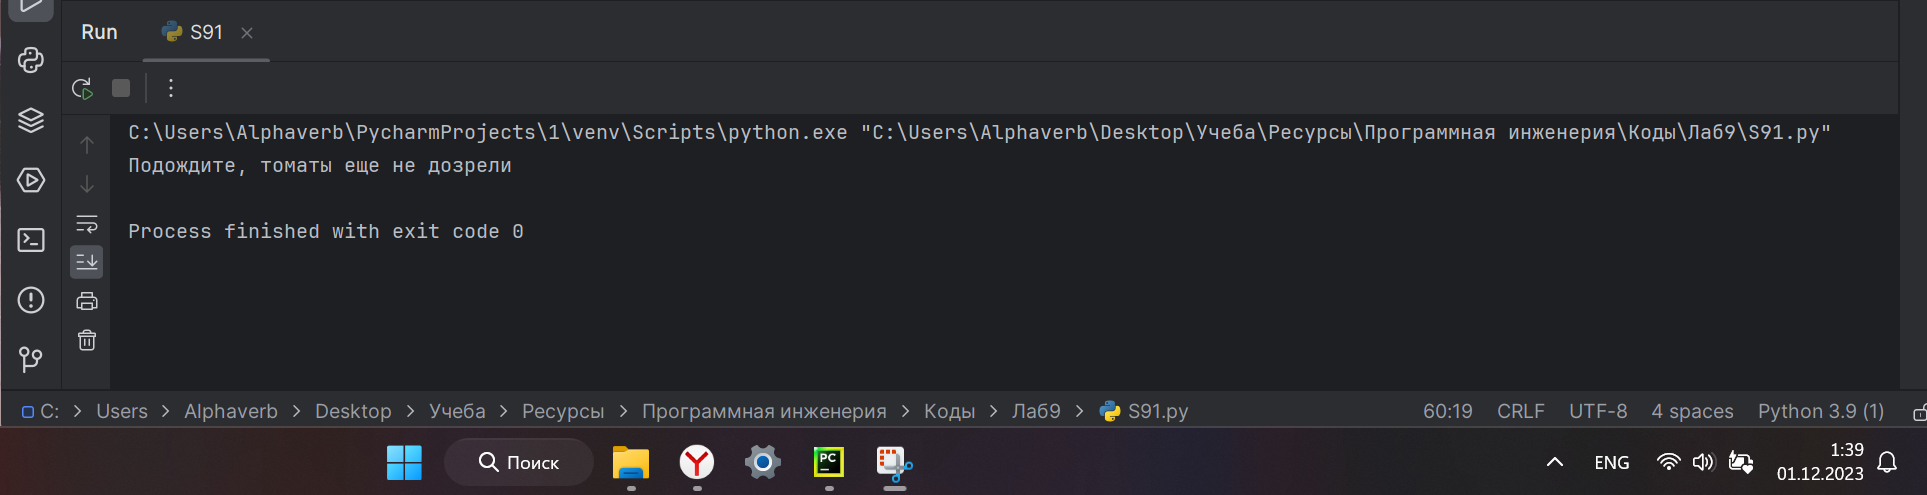 Run S91
C:\Users\Alphaverb\PycharmProjects\1\venv\Scripts\python.exe "C:\Users\Alphaverb\Desktop\Учеба\Ресурсы\Программная инженерия\Коды\Лаб9\S91.py"
Подождите, томаты еще не дозрели
Process finished with exit code 0
C: > Users > Alphaverb > Desktop > Учеба > Ресурсы > Программная инженерия > Коды > Лаб9 > S91.py 60:19 CRLF UTF-8 4 spaces Python 3.9 (1)
Поиск PC ENG 1:39
01.12.2023